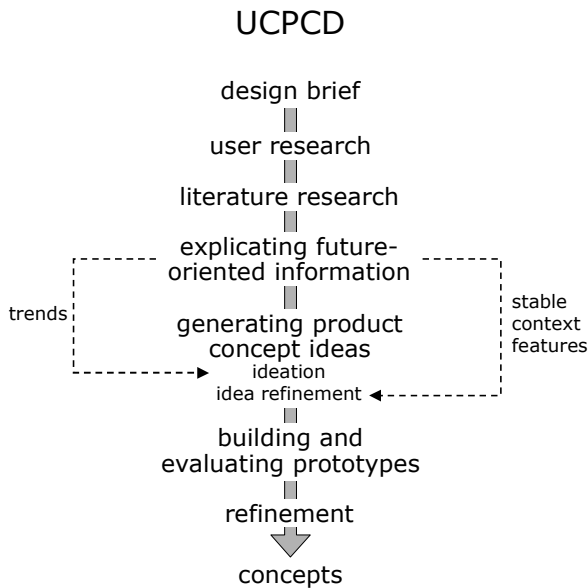 UCPCD
design brief
user research
literature research
explicating future-
oriented information
trends
stable
context
features
generating product
concept ideas
ideation
idea refinement
building and
evaluating prototypes
refinement
concepts